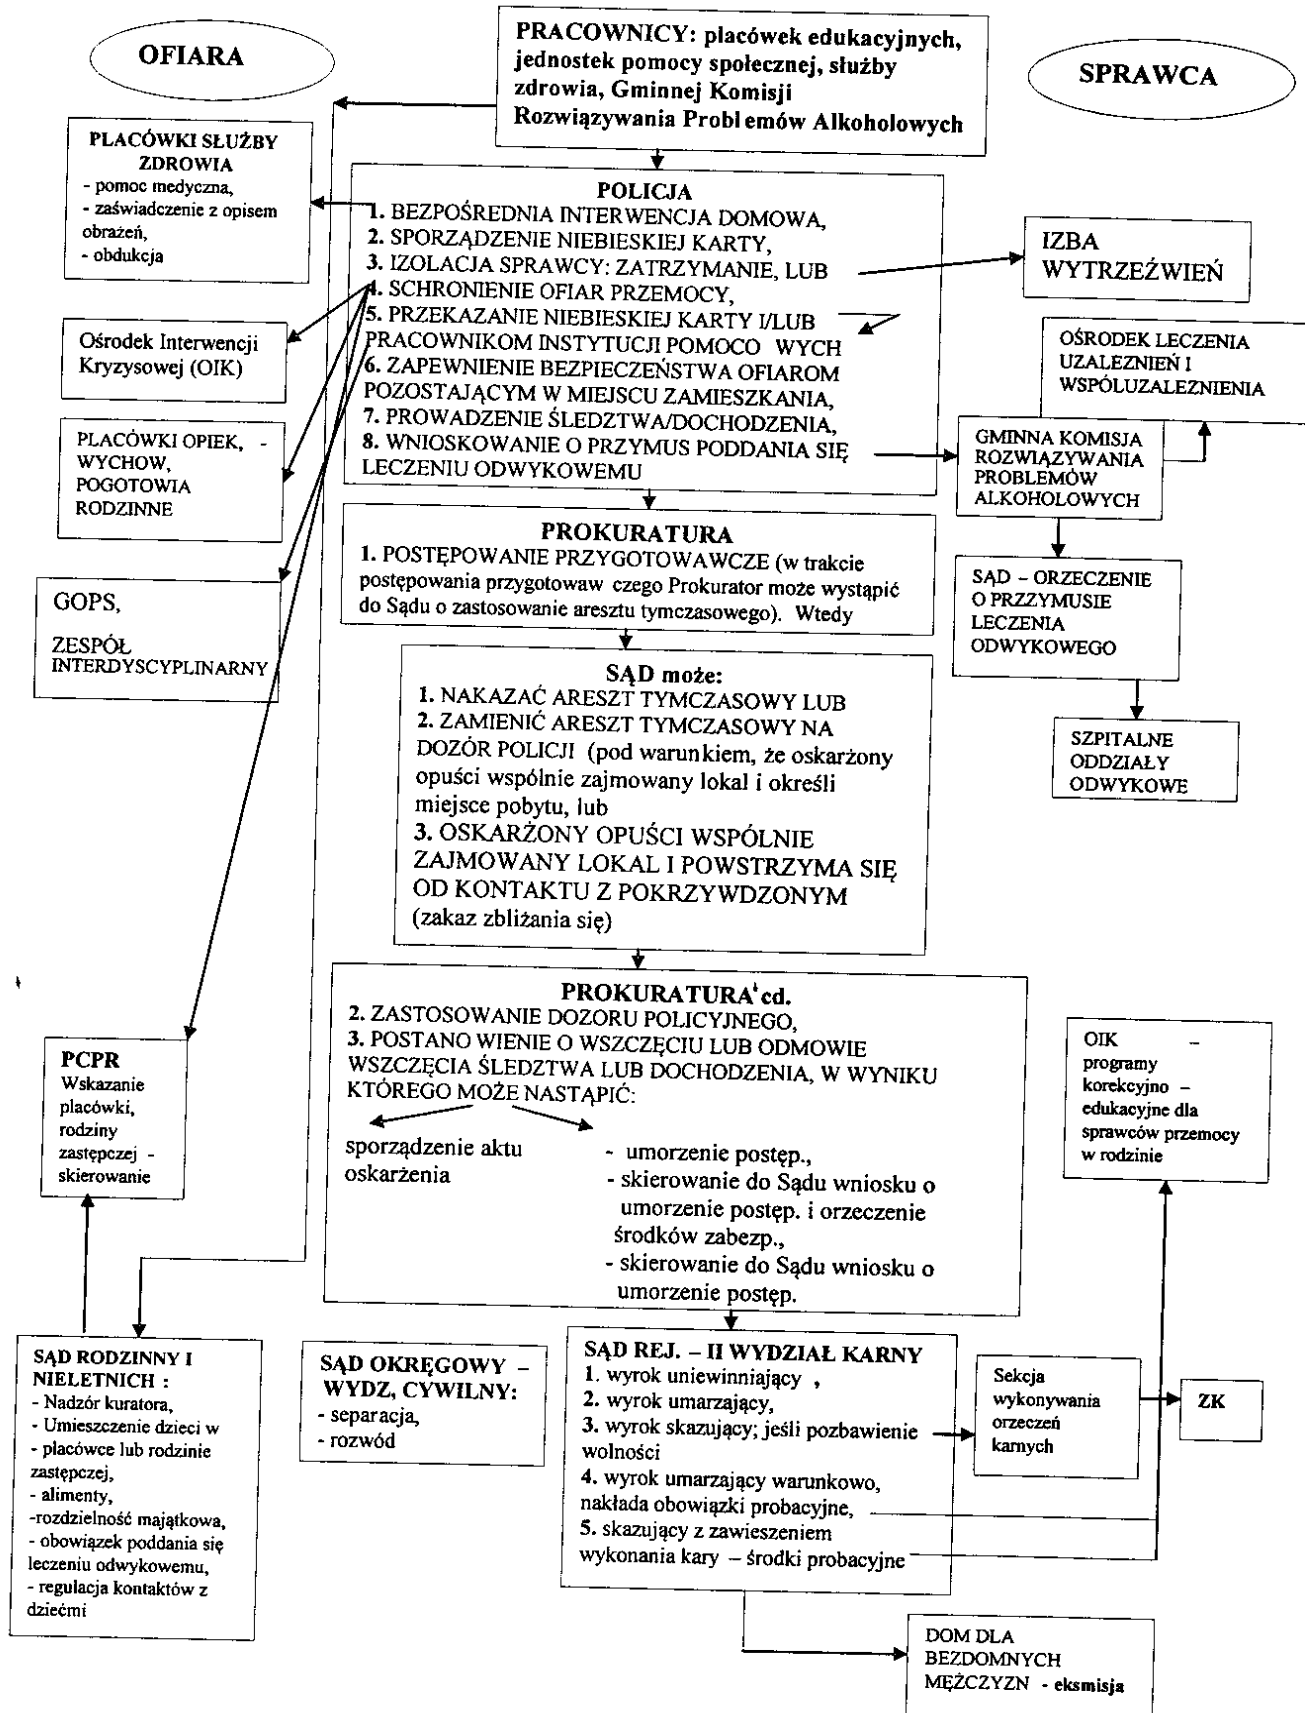 OFIARA
PRACOWNICY: placówek edukacyjnych,
jednostek pomocy społecznej, służby
zdrowia, Gminnej Komisji
Rozwiązywania Probl emów Alkoholowych
SPRAWCA
PLACÓWKI SŁUŻBY
ZDROWIA
- pomoc medyczna,
- zaświadczenie z opisem
obrażeń,
- obdukcja
POLICJA
1. BEZPOŚREDNIA INTERWENCJA DOMOWA,
2. SPORZĄDZENIE NIEBIESKIEJ KARTY,
3. IZOLACJA SPRAWCY: ZATRZYMANIE, LUB
4. SCHRONIENIE OFIAR PRZEMOCY,
5. PRZEKAZANIE NIEBIESKIEJ KARTY I/LUB
PRACOWNIKOM INSTYTUCJI POMOCO WYCH
6. ZAPEWNIENIE BEZPIECZEŃSTWA OFIAROM
POZOSTAJĄCYM W MIEJSCU ZAMIESZKANIA,
7. PROWADZENIE ŚLEDZTWA/DOCHODZENIA,
8. WNIOSKOWANIE O PRZYMUS PODDANIA SIĘ
LECZENIU ODWYKOWEMU
IZBA
WYTRZEŹWIEŃ
Ośrodek Interwencji
Kryzysowej (OIK)
OŚRODEK LECZENIA
UZALEZNIEŃ I
WSPÓŁUZALEZNIENIA
PLACÓWKI OPIEK, -
WYCHOW,
POGOTOWIA
RODZINNE
GMINNA KOMISJA
ROZWIĄZYWANIA
PROBLEMÓW
ALKOHOLOWYCH
PROKURATURA
1. POSTĘPOWANIE PRZYGOTOWAWCZE (w trakcie
postępowania przygotowaw czego Prokurator może wystąpić
do Sądu o zastosowanie aresztu tymczasowego). Wtedy
GOPS,
ZESPÓŁ
INTERDYSCYPLINARNY
SĄD – ORZECZENIE
O PRZZYMUSIE
LECZENIA
ODWYKOWEGO
SĄD może:
1. NAKAZAĆ ARESZT TYMCZASOWY LUB
2. ZAMIENIĆ ARESZT TYMCZASOWY NA
DOZÓR POLICJI (pod warunkiem, że oskarżony
opuści wspólnie zajmowany lokal i określi
miejsce pobytu, lub
3. OSKARŻONY OPUŚCI WSPÓLNIE
ZAJMOWANY LOKAL I POWSTRZYMA SIĘ
OD KONTAKTU Z POKRZYWDZONYM
(zakaz zbliżania się)
SZPITALNE
ODDZIAŁY
ODWYKOWE
PROKURATURA cd.
2. ZASTOSOWANIE DOZORU POLICYJNEGO,
3. POSTANO WIENIE O WSZCZĘCIU LUB ODMOWIE
WSZCZĘCIA ŚLEDZTWA LUB DOCHODZENIA, W WYNIKU
KTÓREGO MOŻE NASTĄPIĆ:
sporządzenie aktu
oskarżenia
- umorzenie postęp.,
- skierowanie do Sądu wniosku o
umorzenie postęp. i orzeczenie
środków zabezp.,
- skierowanie do Sądu wniosku o
umorzenie postęp.
PCPR
Wskazanie
placówki,
rodziny
zastępczej -
skierowanie
OIK –
programy
korekcyjno –
edukacyjne dla
sprawców przemocy
w rodzinie
SĄD RODZINNY I
NIELETNICH :
- Nadzór kuratora,
- Umieszczenie dzieci w
- placówce lub rodzinie
zastępczej,
- alimenty,
-rozdzielność majątkowa,
- obowiązek poddania się
leczeniu odwykowemu,
- regulacja kontaktów z
dziećmi
SĄD OKRĘGOWY –
WYDZ, CYWILNY:
- separacja,
- rozwód
SĄD REJ. – II WYDZIAŁ KARNY
1. wyrok uniewinniający ,
2. wyrok umarzający,
3. wyrok skazujący; jeśli pozbawienie
wolności
4. wyrok umarzający warunkowo,
nakłada obowiązki probacyjne,
5. skazujący z zawieszeniem
wykonania kary – środki probacyjne
Sekcja
wykonywania
orzeczeń
karnych
ZK
DOM DLA
BEZDOMNYCH
MĘŻCZYZN - eksmisja